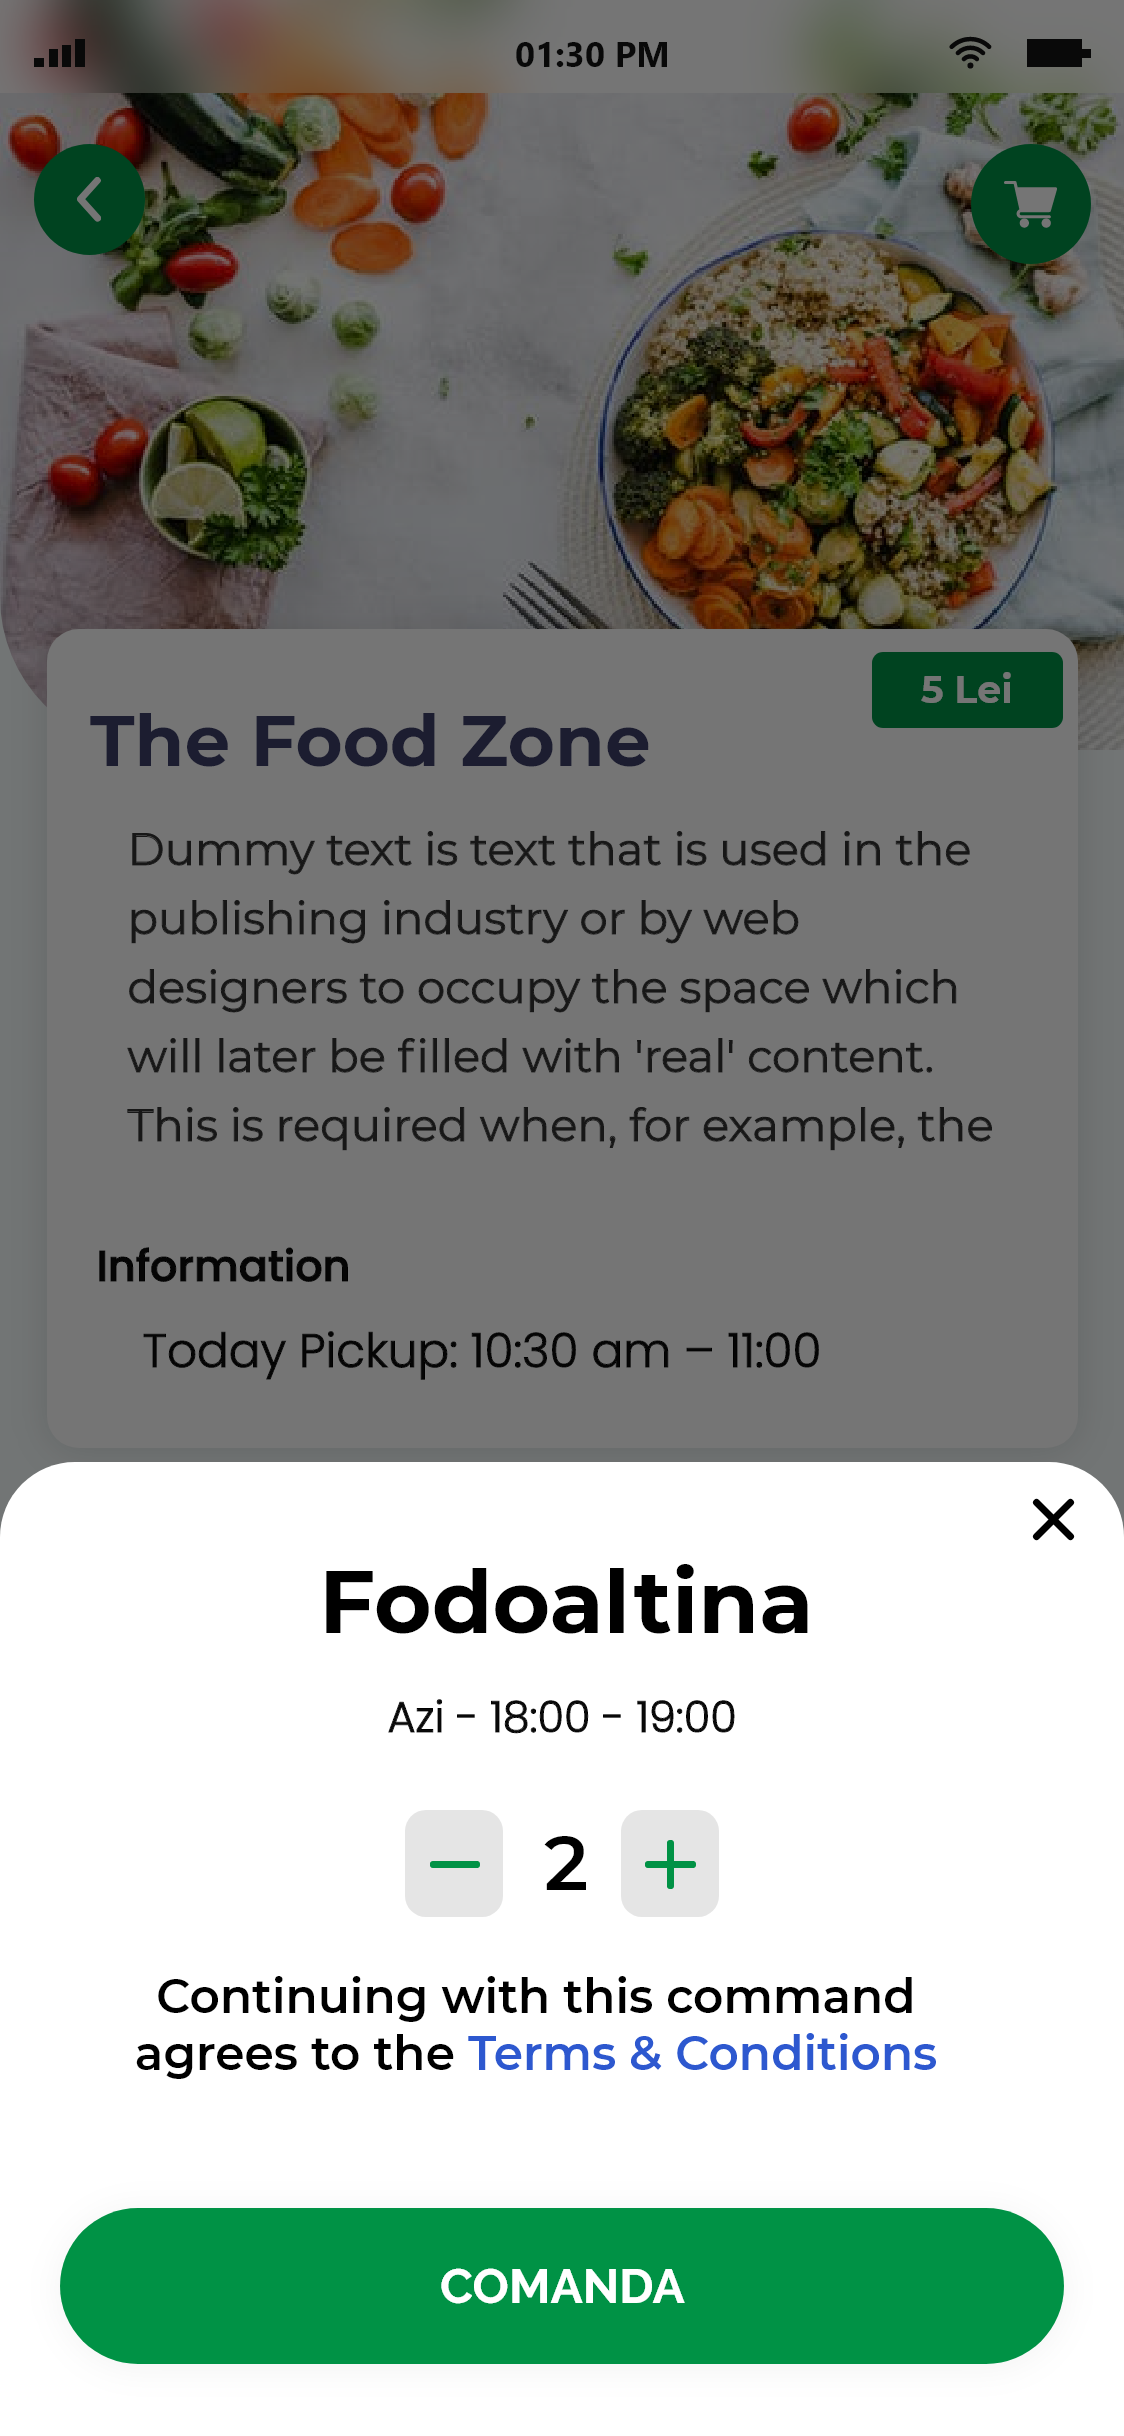 01:30 PM
5 Lei
The Food Zone
Dummy text is text that is used in the
publishing industry or by web
designers to occupy the space which
will later be filled with 'real' content.
This is required when, for example, the
Information
Today Pickup: 10:30 am – 11:00
Fodoaltina
Azi - 18:00 - 19:00
2
Continuing with this command
agrees to the Terms & Conditions
COMANDA